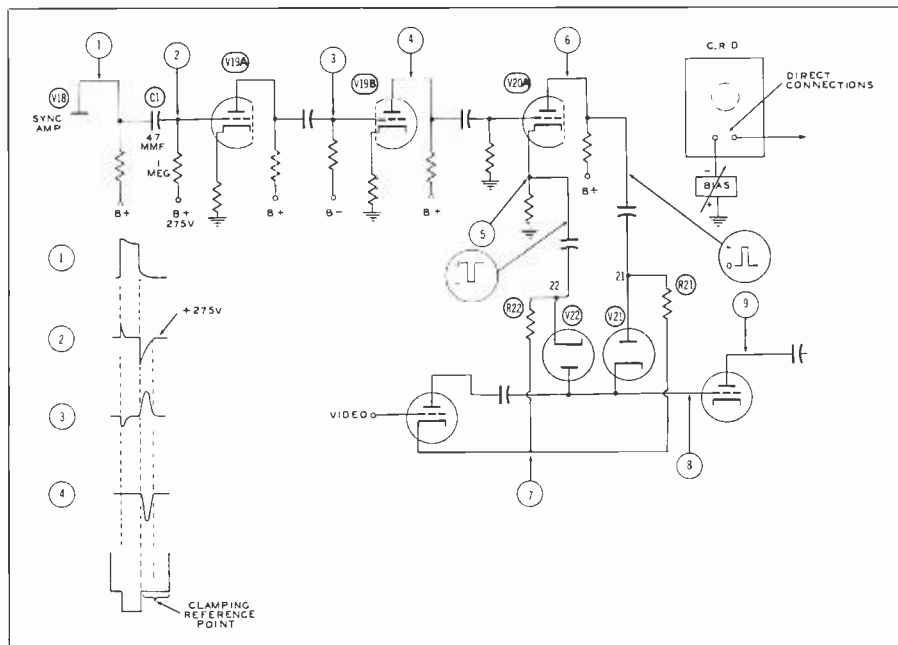 1
2
3
4
6
V18
SYNC
AMP
C1
47
MMF
1
MEG
B+
B+
275V
V19A
B+
B-
V19B
B+
V20A
B+
5
C.R.D
DIRECT
CONNECTIONS
-
BIAS
+
-
0
22
21
R22
V22
V21
R21
9
VIDEO
7
8
1
2
+275V
3
4
CLAMPING
REFERENCE
POINT